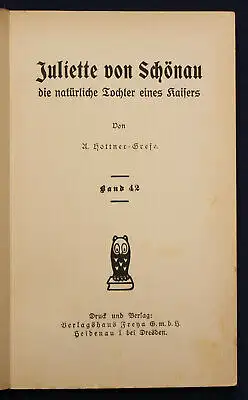 Juliette von Schönau
die natürliche Tochter eines Kaisers
Von
A. Hottner-Grefe.
Band 42
Druck und Verlag:
Verlagshaus Freya G.m.b.H.
Heidenau 1 bei Dresden.